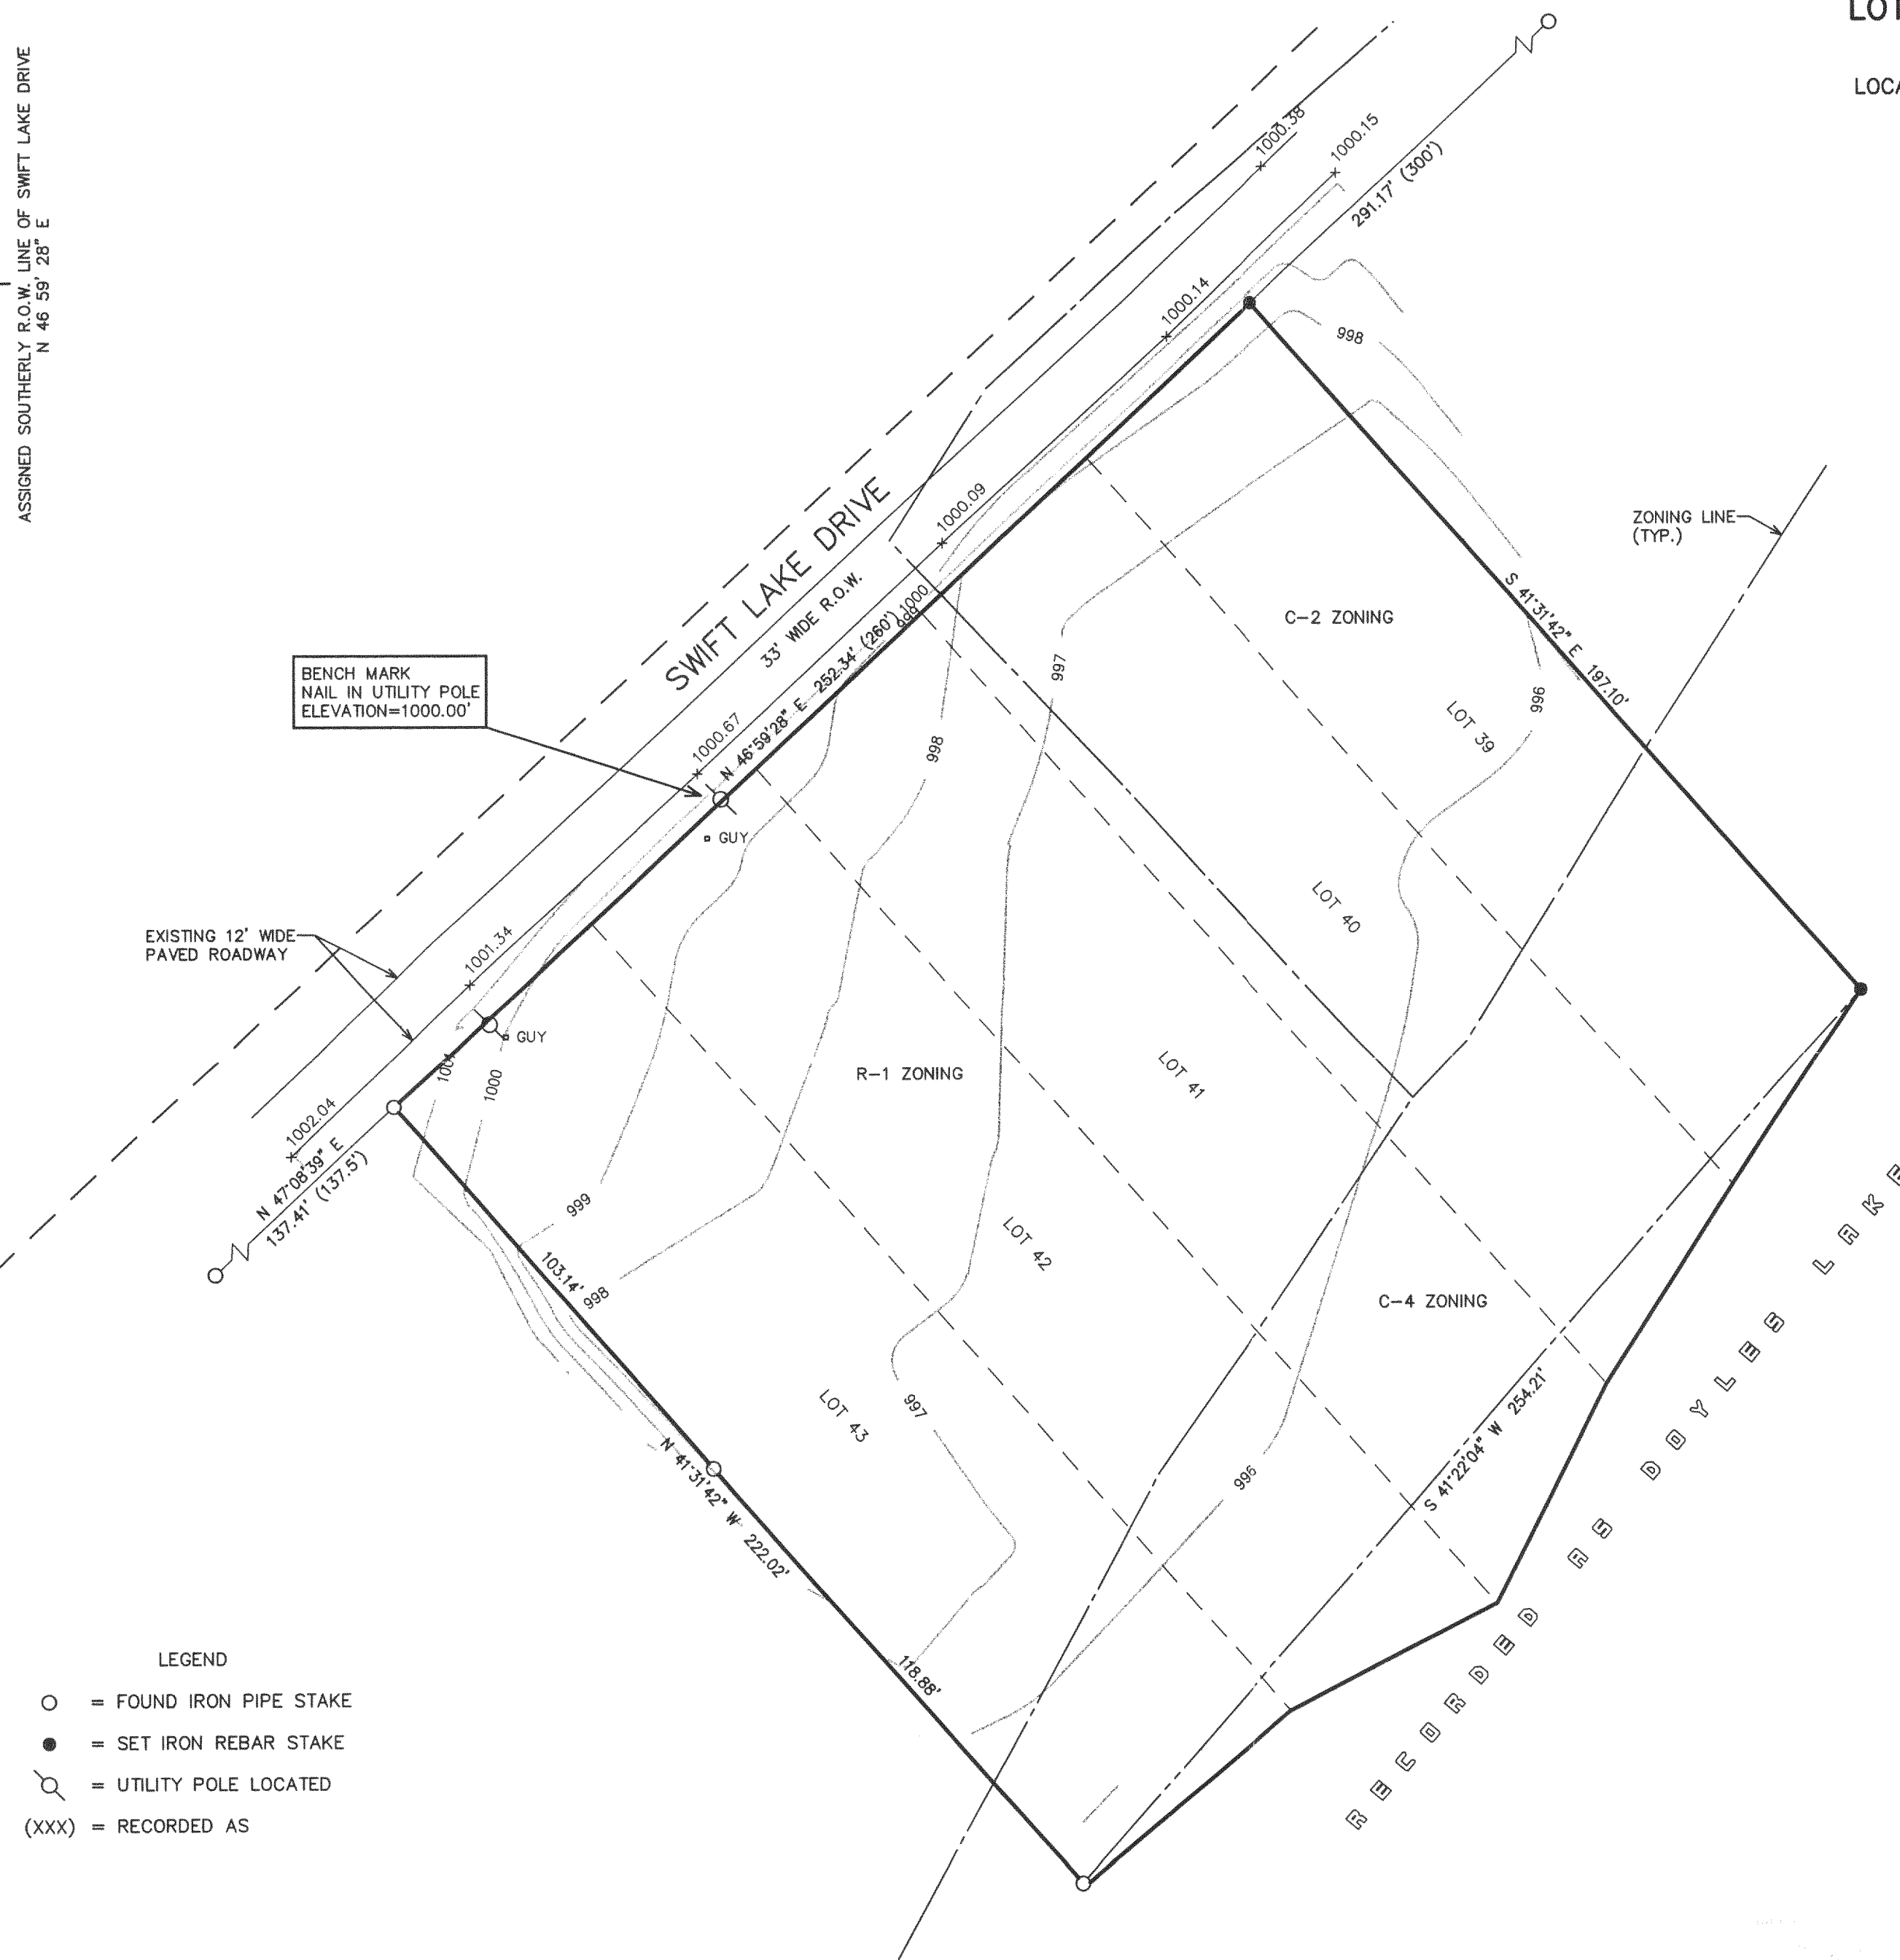 LOT
LOCA
ASSIGNED SOUTHERLY R.O.W. LINE OF SWIFT LAKE DRIVE
N 46 59' 28" E
1000.38
1000.15
291.17' (300')
1000.14
998
ZONING LINE
(TYP.)
SWIFT LAKE DRIVE
33' WIDE R.O.W.
1000.09
1000
999
N 46°59'28" E 252.34' (260')
C-2 ZONING
S 41°31'42" E 197.10'
BENCH MARK
NAIL IN UTILITY POLE
ELEVATION=1000.00'
1000.67
997
998
996
LOT 39
GUY
LOT 40
EXISTING 12' WIDE
PAVED ROADWAY
1001.34
GUY
1001
1000
R-1 ZONING
LOT 41
1002.04
N 47°08'39" E
137.41' (137.5')
999
LOT 42
103.14'
998
C-4 ZONING
LOT 43
997
996
S 41°22'04" W 254.21'
N 41°31'42" W 222.02'
118.88'
RECORDED AS DOYLES LAKE
LEGEND
= FOUND IRON PIPE STAKE
= SET IRON REBAR STAKE
= UTILITY POLE LOCATED
(XXX) = RECORDED AS